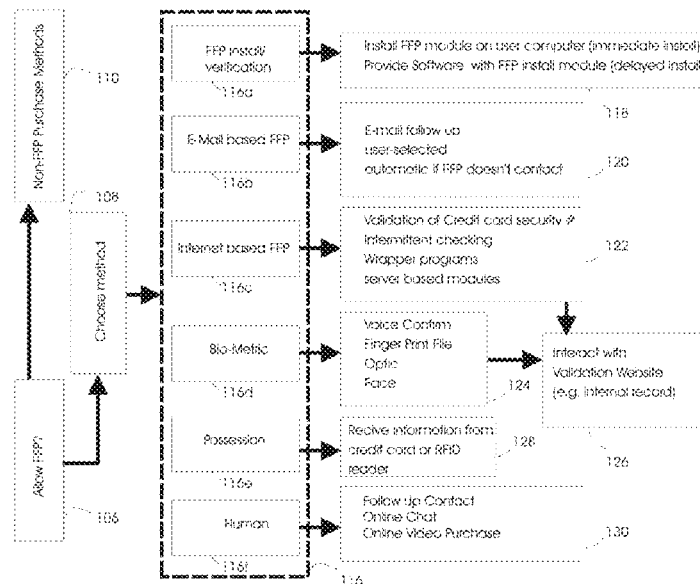 Non-FFP Purchase Methods
110
Choose method
108
Allow FFP?
106
FFP Install/
verification
116a
E-Mail based FFP
116b
Internet based FFP
116c
Bio-Metric
116d
Possession
116e
Human
116f
116
Install FFP module on user computer (immediate install)
Provide Software with FFP install module (delayed install
118
E-mail follow up
user-selected
automatic if FFP doesn't contact
120
Validation of Credit card security #
Intermittent checking
Wrapper programs
server based modules
122
Voice Confirm
Finger Print File
Optic
Face
124
Interact with
Validation Website
(e.g. internal record)
126
Recive information from
credit card or RFID
reader
128
Follow up Contact
Online Chat
Online Video Purchase
130